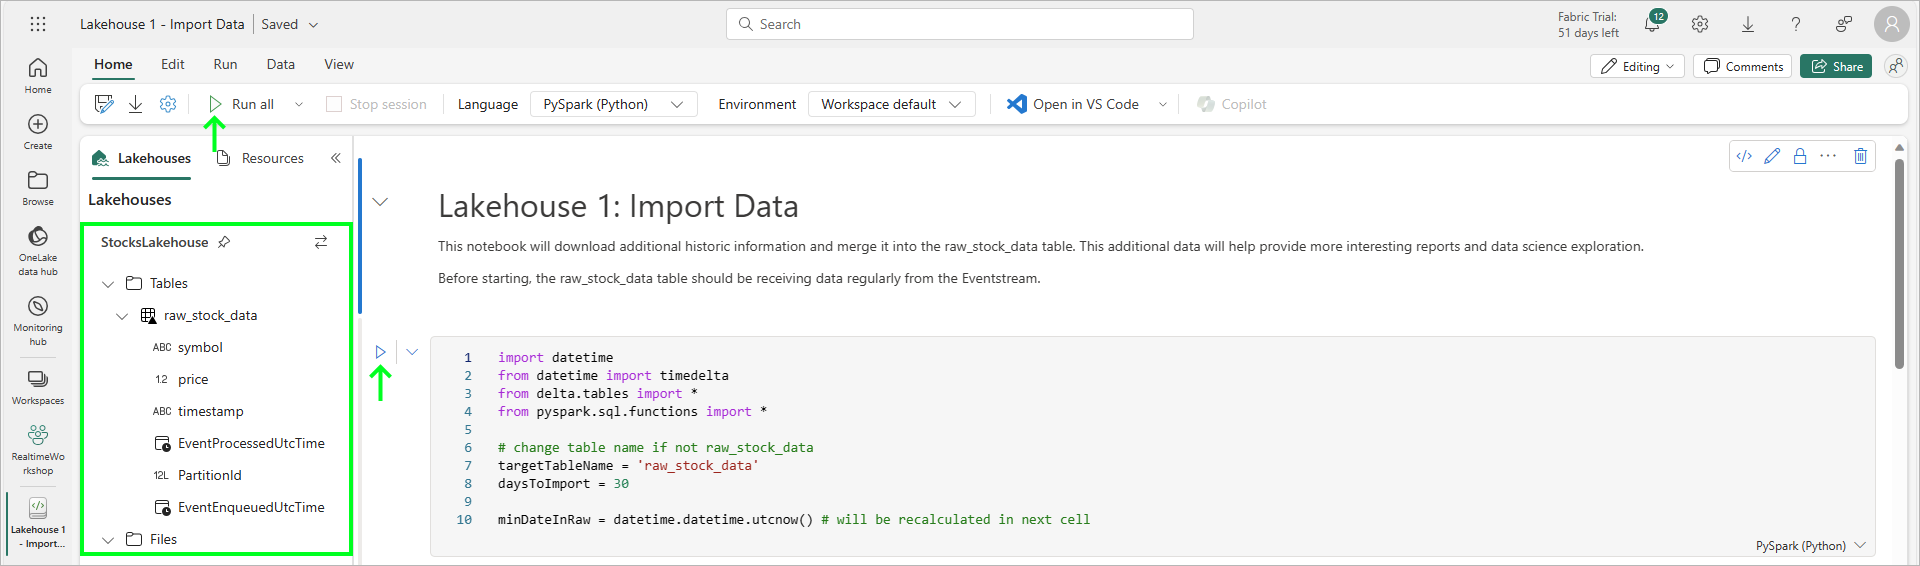 Lakehouse 1 - Import Data | Saved
Search
Fabric Trial:
51 days left
12
Home
Edit
Run
Data
View
Editing
Comments
Share
Run all
Stop session
Language
PySpark (Python)
Environment
Workspace default
Open in VS Code
Copilot
Home
Create
Browse
OneLake
data hub
Monitoring
hub
Workspaces
RealtimeWo
rkshop
Lakehouse 1
- Import...
Lakehouses
Resources
Lakehouses
StocksLakehouse
Tables
raw_stock_data
ABC symbol
1.2 price
ABC timestamp
EventProcessedUtcTime
12L PartitionId
EventEnqueuedUtcTime
Files
Lakehouse 1: Import Data
This notebook will download additional historic information and merge it into the raw_stock_data table. This additional data will help provide more interesting reports and data science exploration.
Before starting, the raw_stock_data table should be receiving data regularly from the Eventstream.
1 import datetime
2 from datetime import timedelta
3 from delta.tables import *
4 from pyspark.sql.functions import *
5
6 # change table name if not raw_stock_data
7 targetTableName = 'raw_stock_data'
8 daysToImport = 30
9
10 minDateInRaw = datetime.datetime.utcnow() # will be recalculated in next cell
PySpark (Python)